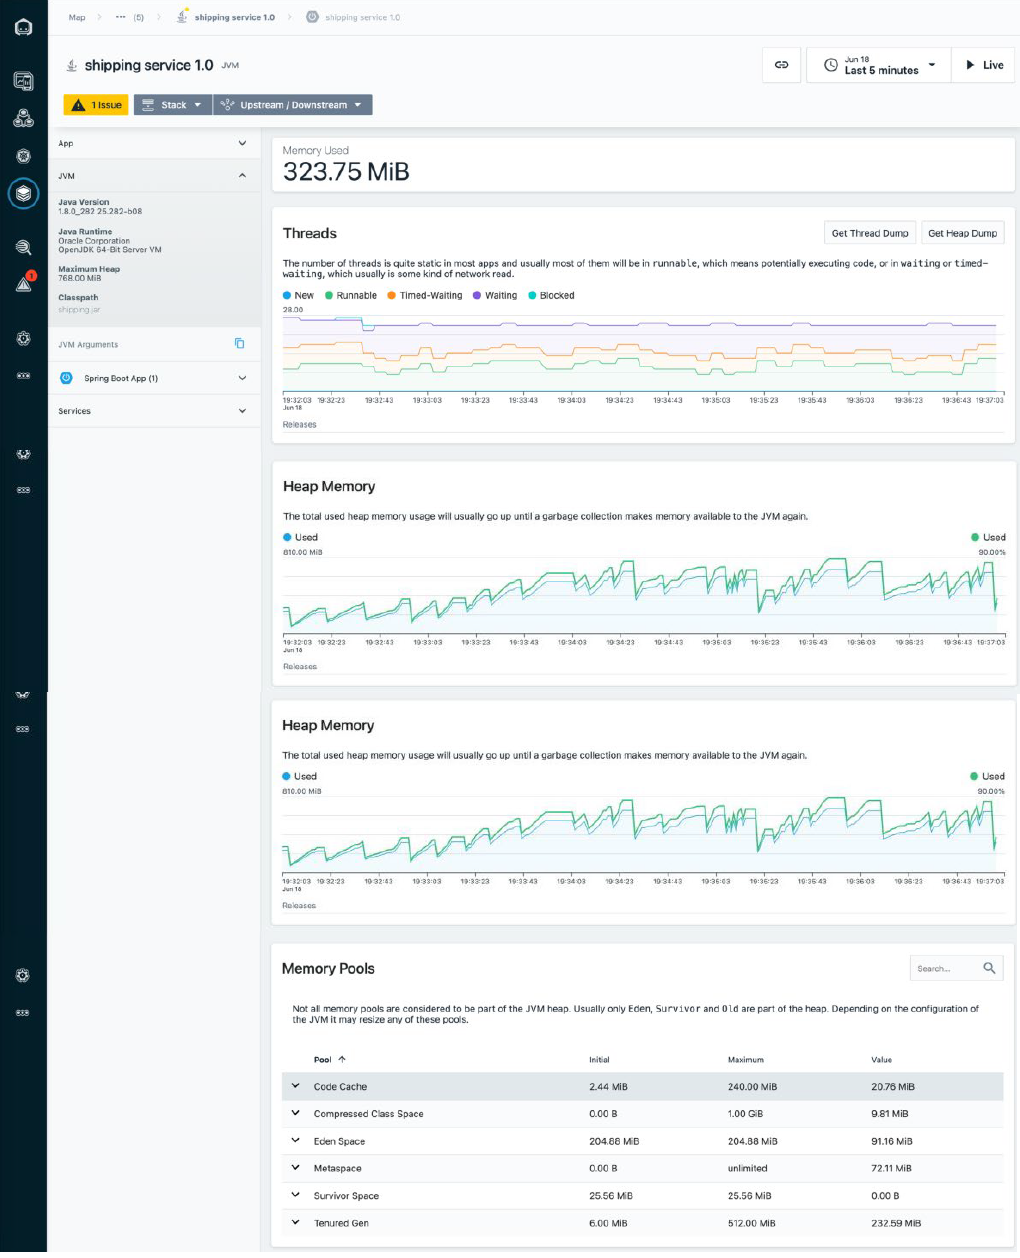 Map ··· (5) shipping service 1.0 shipping service 1.0
shipping service 1.0 JVM
Jun 18
Last 5 minutes
Live
1 Issue Stack Upstream / Downstream
App
JVM
Java Version
1.8.0_282 25.282-b08
Java Runtime
Oracle Corporation
OpenJDK 64-Bit Server VM
Maximum Heap
768.00 MiB
Classpath
shipping.jar
JVM Arguments
Spring Boot App (1)
Services
1
Memory Used
323.75 MiB
Threads
Get Thread Dump Get Heap Dump
The number of threads is quite static in most apps and usually most of them will be in runnable, which means potentially executing code, or in waiting or timed-
waiting, which usually is some kind of network read.
New Runnable Timed-Waiting Waiting Blocked
28.00
19:32:03 19:32:23 19:32:43 19:33:03 19:33:23 19:33:43 19:34:03 19:34:23 19:34:43 19:35:03 19:35:23 19:35:43 19:36:03 19:36:23 19:36:43 19:37:03
Jun 18
Releases
Heap Memory
The total used heap memory usage will usually go up until a garbage collection makes memory available to the JVM again.
Used Used
810.00 MiB 90.00%
19:32:03 19:32:23 19:32:43 19:33:03 19:33:23 19:33:43 19:34:03 19:34:23 19:34:43 19:35:03 19:35:23 19:35:43 19:36:03 19:36:23 19:36:43 19:37:03
Jun 18
Releases
Heap Memory
The total used heap memory usage will usually go up until a garbage collection makes memory available to the JVM again.
Used Used
810.00 MiB 90.00%
19:32:03 19:32:23 19:32:43 19:33:03 19:33:23 19:33:43 19:34:03 19:34:23 19:34:43 19:35:03 19:35:23 19:35:43 19:36:03 19:36:23 19:36:43 19:37:03
Jun 18
Releases
Memory Pools
Search...
Not all memory pools are considered to be part of the JVM heap. Usually only Eden, Survivor and Old are part of the heap. Depending on the configuration of
the JVM it may resize any of these pools.
Pool ↑ Initial Maximum Value
Code Cache 2.44 MiB 240.00 MiB 20.76 MiB
Compressed Class Space 0.00 B 1.00 GiB 9.81 MiB
Eden Space 204.88 MiB 204.88 MiB 91.16 MiB
Metaspace 0.00 B unlimited 72.11 MiB
Survivor Space 25.56 MiB 25.56 MiB 0.00 B
Tenured Gen 6.00 MiB 512.00 MiB 232.59 MiB